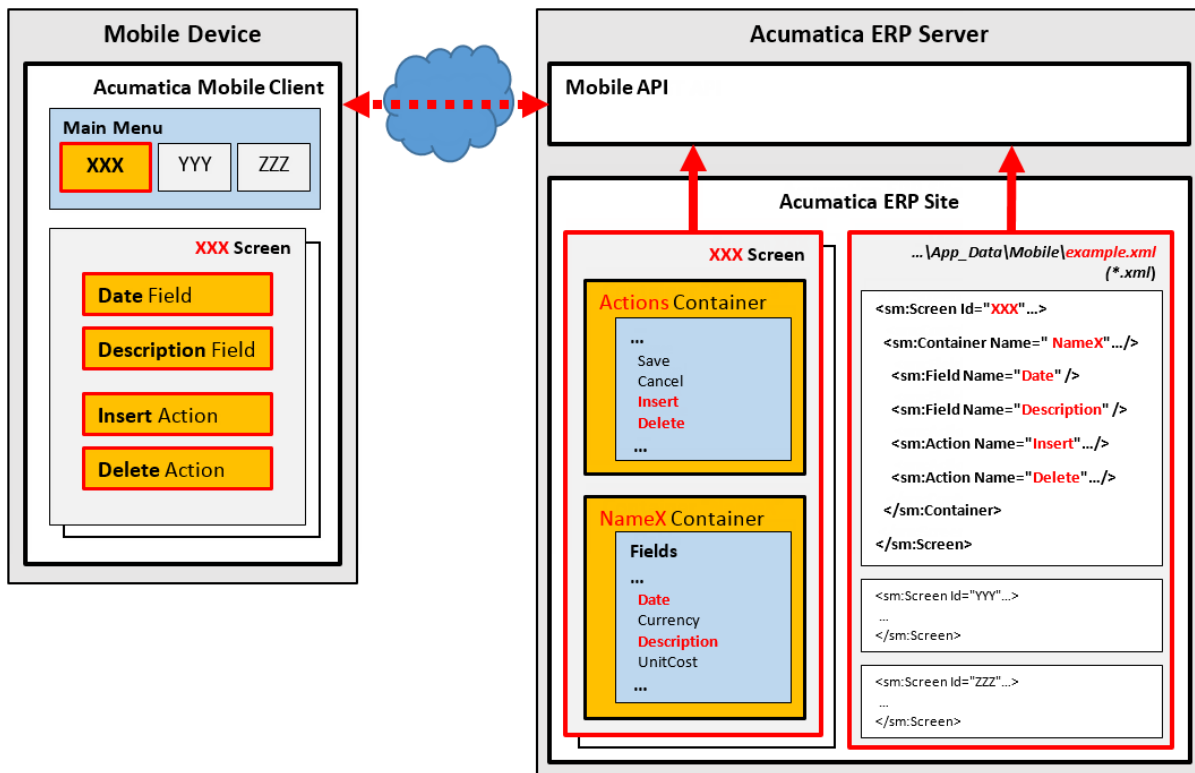 Mobile Device
Acumatica Mobile Client
Main Menu
XXX
YYY
ZZZ
XXX Screen
Date Field
Description Field
Insert Action
Delete Action
Acumatica ERP Server
Mobile API
Acumatica ERP Site
XXX Screen
Actions Container
...
Save
Cancel
Insert
Delete
...
NameX Container
Fields
...
Date
Currency
Description
UnitCost
...
...\App_Data\Mobile\example.xml
(*.xml)
<sm:Screen Id="XXX"...>
<sm:Container Name=" NameX".../>
<sm:Field Name="Date" />
<sm:Field Name="Description" />
<sm:Action Name="Insert".../>
<sm:Action Name="Delete".../>
</sm:Container>
</sm:Screen>
<sm:Screen Id="YYY"...>
...
</sm:Screen>
<sm:Screen Id="ZZZ"...>
...
</sm:Screen>